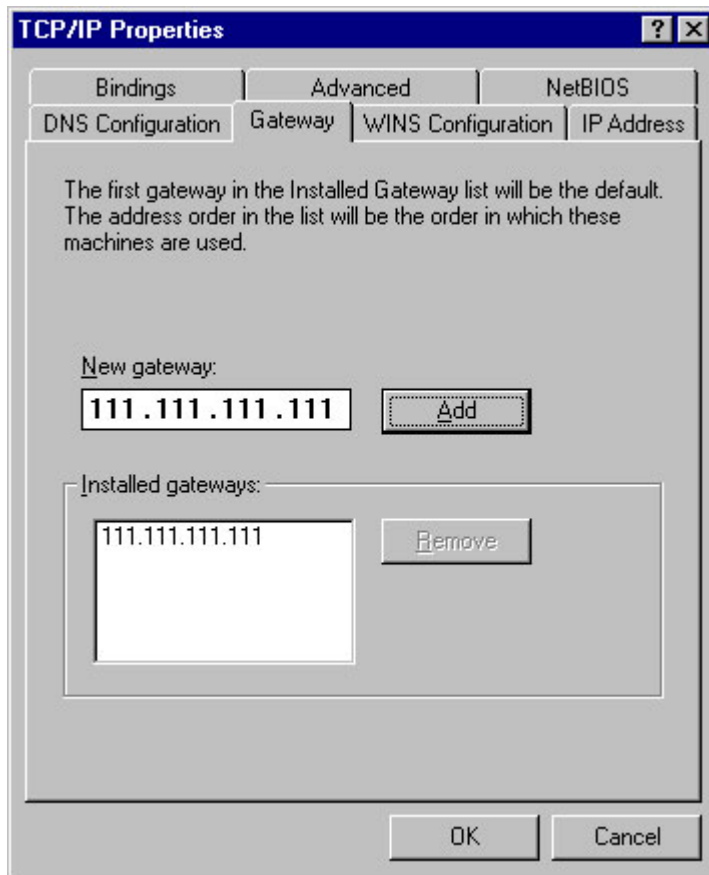 TCP/IP Properties
Bindings Advanced NetBIOS
DNS Configuration Gateway WINS Configuration IP Address
The first gateway in the Installed Gateway list will be the default.
The address order in the list will be the order in which these
machines are used.
New gateway:
111.111.111.111 Add
Installed gateways:
111.111.111.111 Remove
OK Cancel